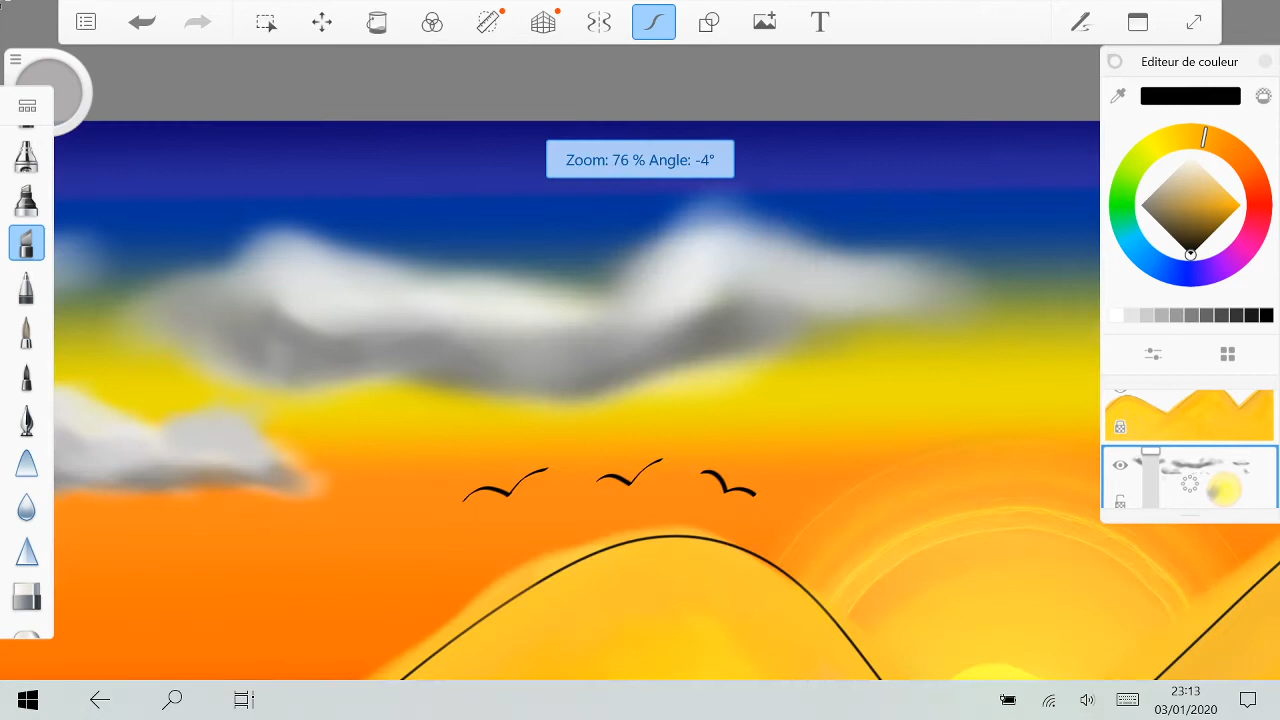 T
Editeur de couleur
Zoom: 76 % Angle: -4°
23:13
03/01/2020